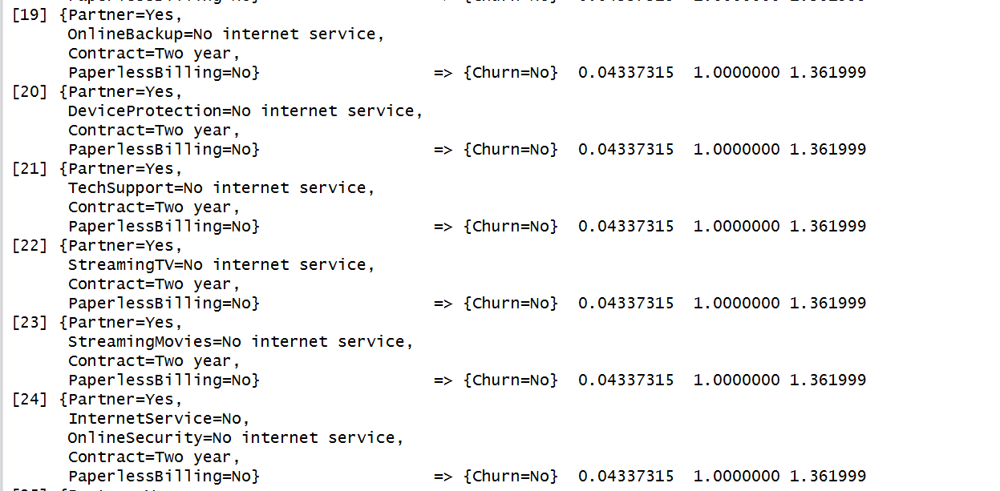 [19] {Partner=Yes,
OnlineBackup=No internet service,
Contract=Two year,
PaperlessBilling=No} => {Churn=No} 0.04337315 1.0000000 1.361999
[20] {Partner=Yes,
DeviceProtection=No internet service,
Contract=Two year,
PaperlessBilling=No} => {Churn=No} 0.04337315 1.0000000 1.361999
[21] {Partner=Yes,
TechSupport=No internet service,
Contract=Two year,
PaperlessBilling=No} => {Churn=No} 0.04337315 1.0000000 1.361999
[22] {Partner=Yes,
StreamingTV=No internet service,
Contract=Two year,
PaperlessBilling=No} => {Churn=No} 0.04337315 1.0000000 1.361999
[23] {Partner=Yes,
StreamingMovies=No internet service,
Contract=Two year,
PaperlessBilling=No} => {Churn=No} 0.04337315 1.0000000 1.361999
[24] {Partner=Yes,
InternetService=No,
OnlineSecurity=No internet service,
Contract=Two year,
PaperlessBilling=No} => {Churn=No} 0.04337315 1.0000000 1.361999